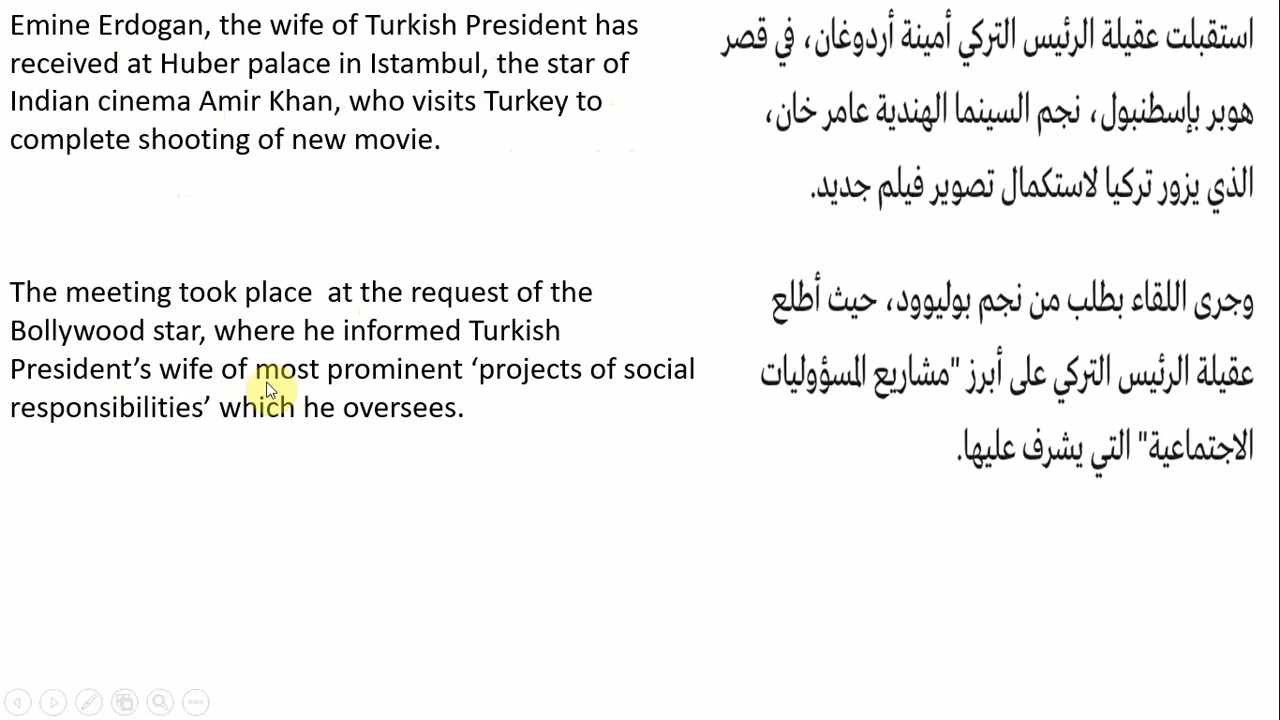 Emine Erdogan, the wife of Turkish President has
received at Huber palace in Istambul, the star of
Indian cinema Amir Khan, who visits Turkey to
complete shooting of new movie.
The meeting took place  at the request of the
Bollywood star, where he informed Turkish
President’s wife of most prominent ‘projects of social
responsibilities’ which he oversees.
استقبلت عقيلة الرئيس التركي أمينة أردوغان، في قصر
هوبر بإسطنبول، نجم السينما الهندية عامر خان،
الذي يزور تركيا لاستكمال تصوير فيلم جديد.
وجرى اللقاء بطلب من نجم بوليوود، حيث أطلع
عقيلة الرئيس التركي على أبرز "مشاريع المسؤوليات
الاجتماعية" التي يشرف عليها.